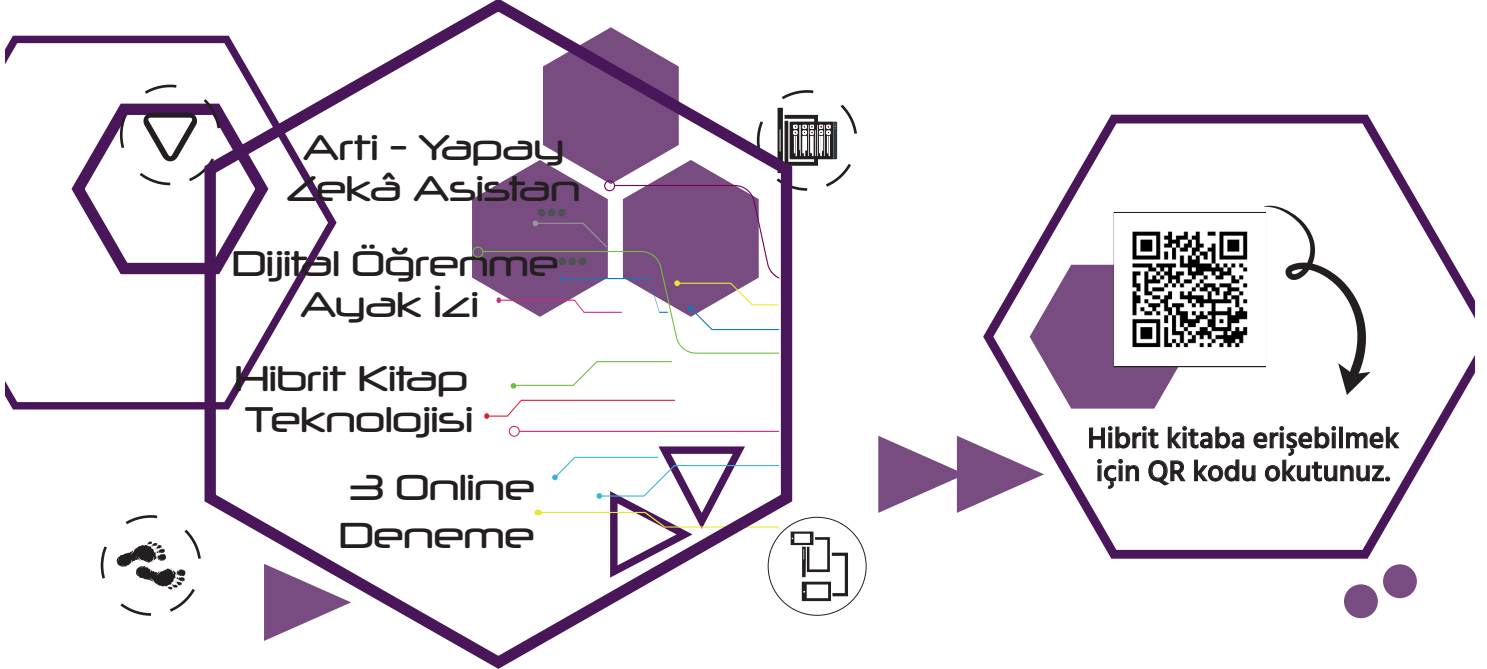 Arti - Yapay
Zekâ Asistan
Dijital Öğrenme
Ayak İzi
Hibrit Kitap
Teknolojisi
3 Online
Deneme
Hibrit kitaba erişebilmek
için QR kodu okutunuz.